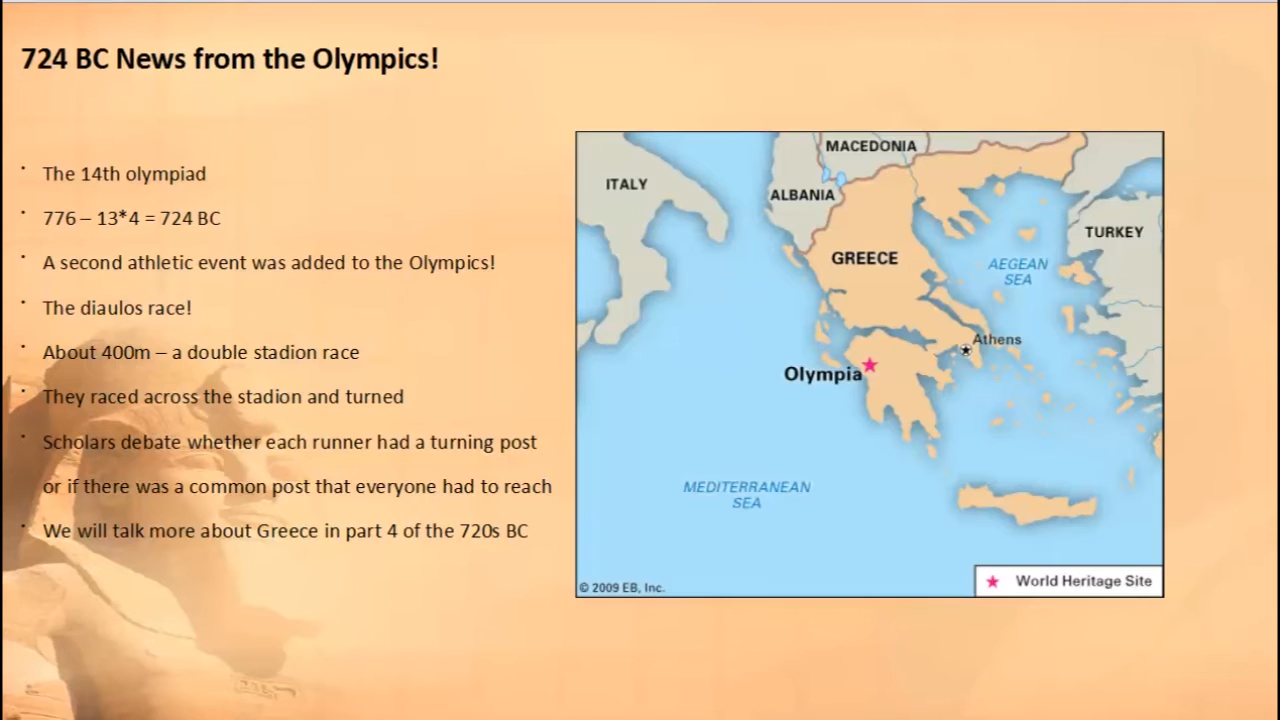 724 BC News from the Olympics!
· The 14th olympiad
· 776 – 13*4 = 724 BC
· A second athletic event was added to the Olympics!
· The diaulos race!
· About 400m – a double stadion race
· They raced across the stadion and turned
· Scholars debate whether each runner had a turning post
or if there was a common post that everyone had to reach
· We will talk more about Greece in part 4 of the 720s BC
MACEDONIA
ITALY
ALBANIA
TURKEY
GREECE
AEGEAN
SEA
Athens
Olympia
MEDITERRANEAN
SEA
World Heritage Site
© 2009 EB, Inc.